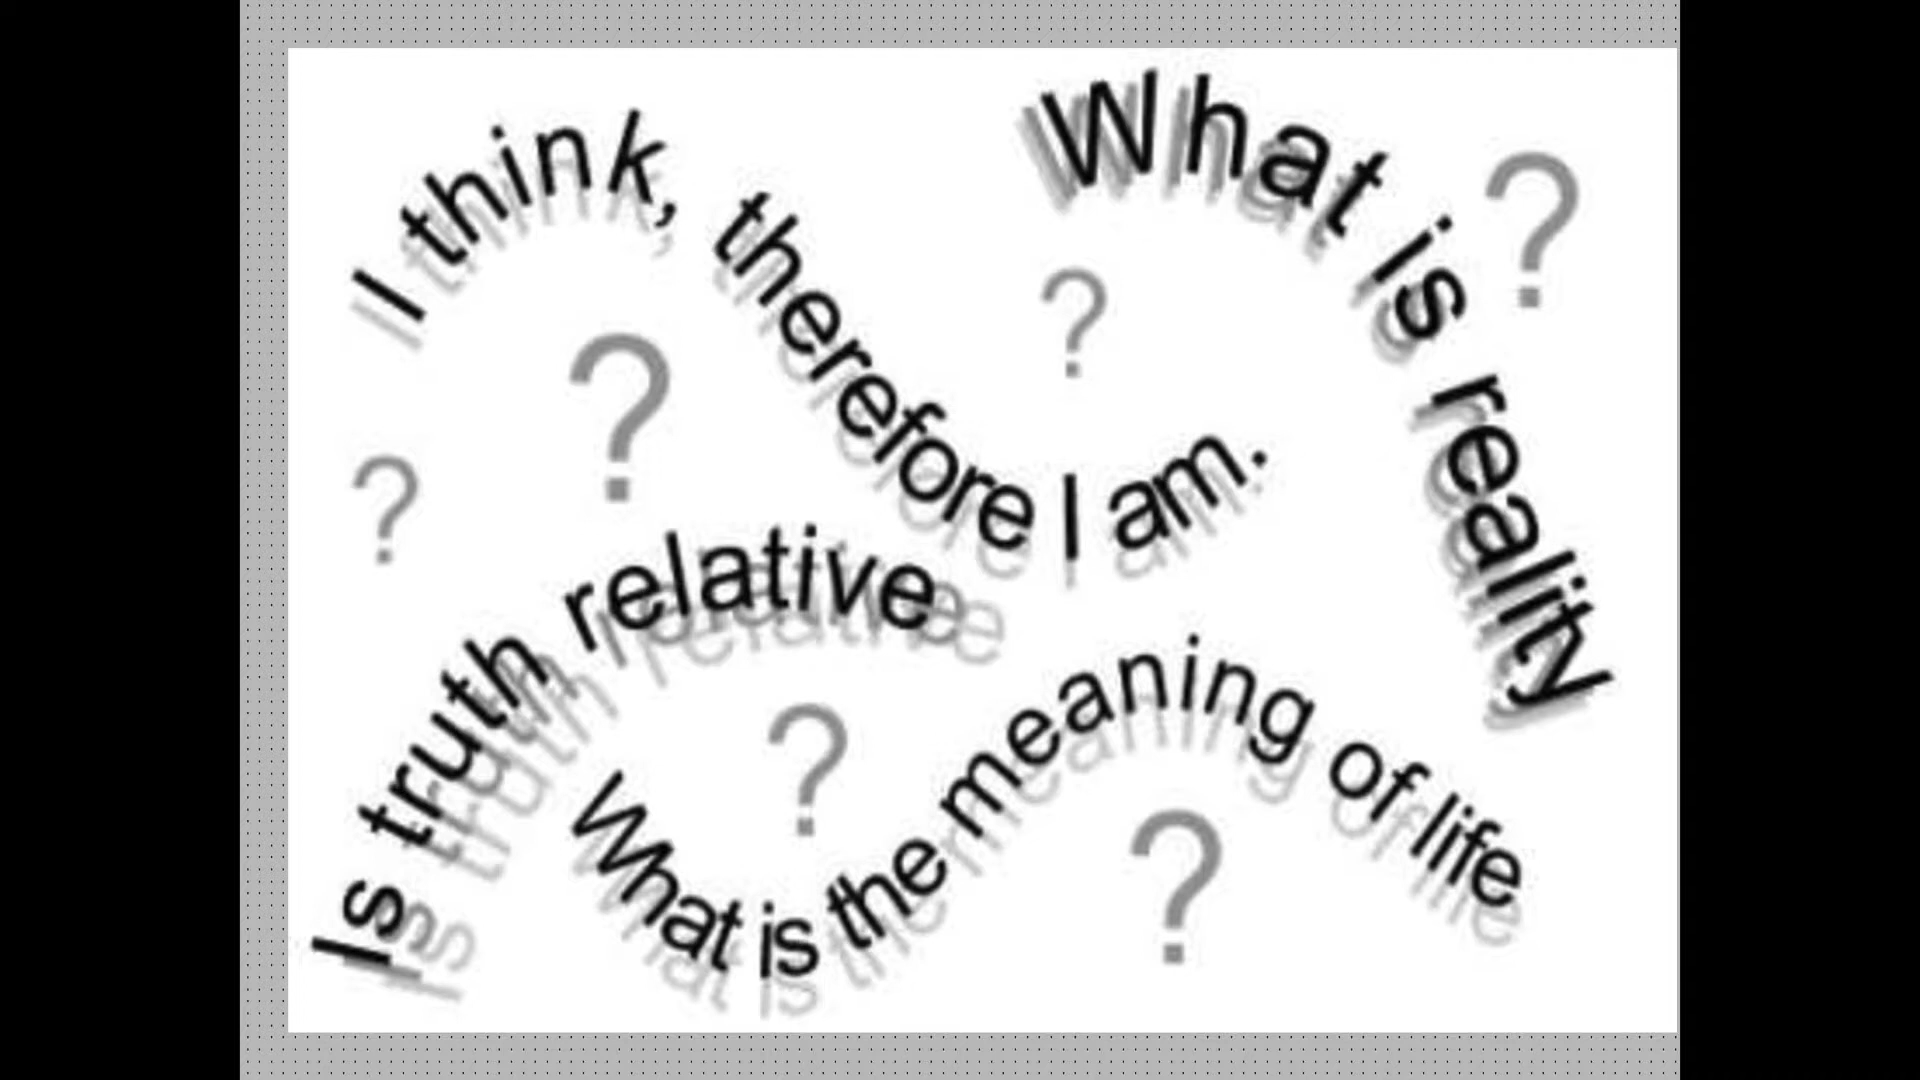 I think, therefore I am.
What is reality
?
?
?
?
Is truth relative
?
What is the meaning of life
?